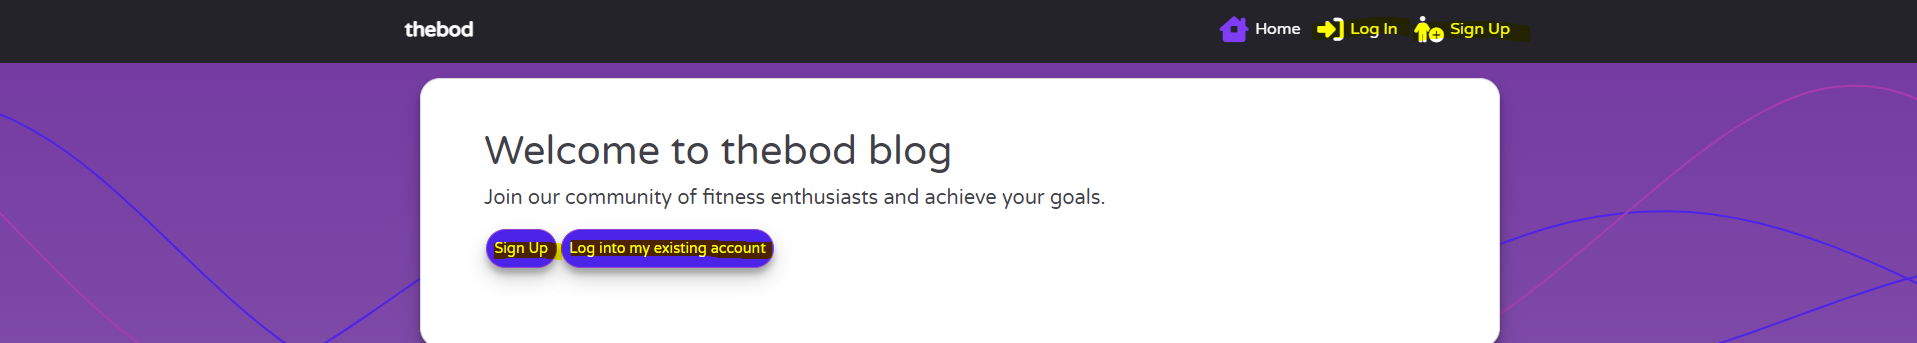 thebod
Home Log In Sign Up
Welcome to thebod blog
Join our community of fitness enthusiasts and achieve your goals.
Sign Up Log into my existing account